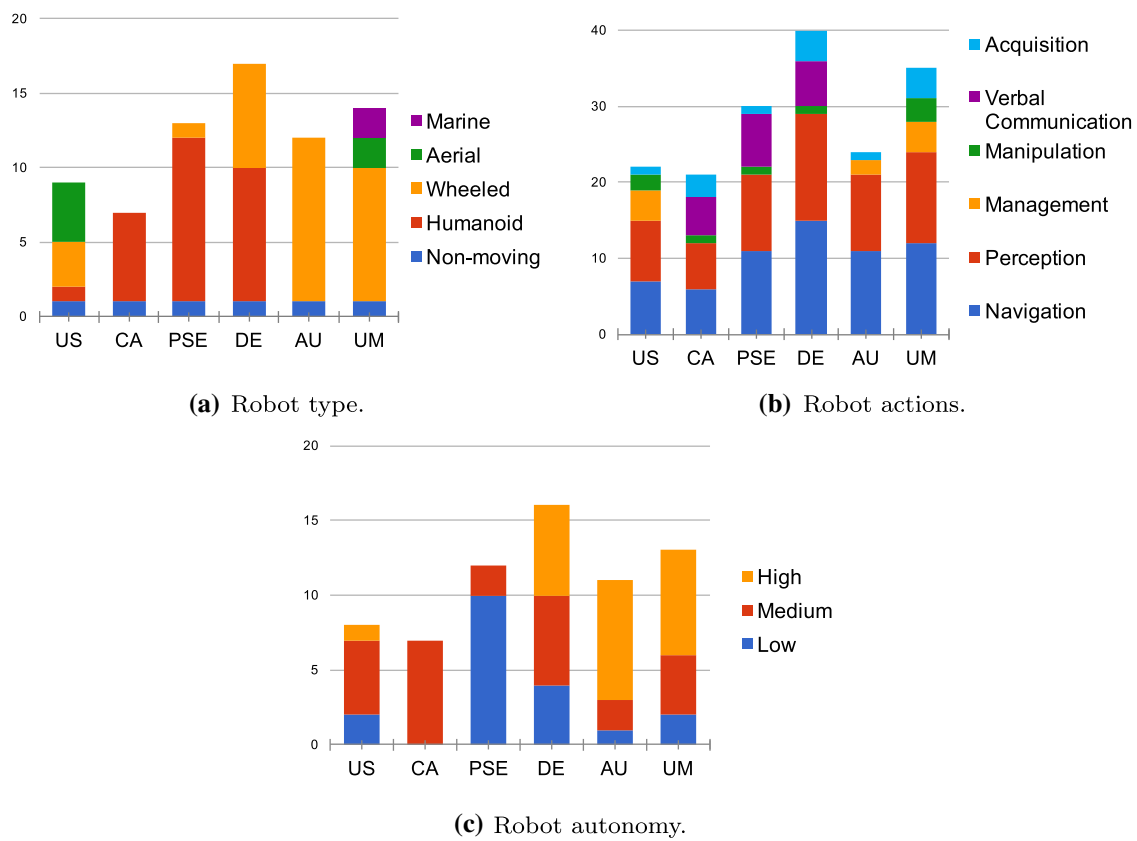 20
15
10
5
0
US CA PSE DE AU UM
Marine
Aerial
Wheeled
Humanoid
Non-moving
(a) Robot type.
40
30
20
10
0
US CA PSE DE AU UM
Acquisition
Verbal
Communication
Manipulation
Management
Perception
Navigation
(b) Robot actions.
20
15
10
5
0
US CA PSE DE AU UM
High
Medium
Low
(c) Robot autonomy.